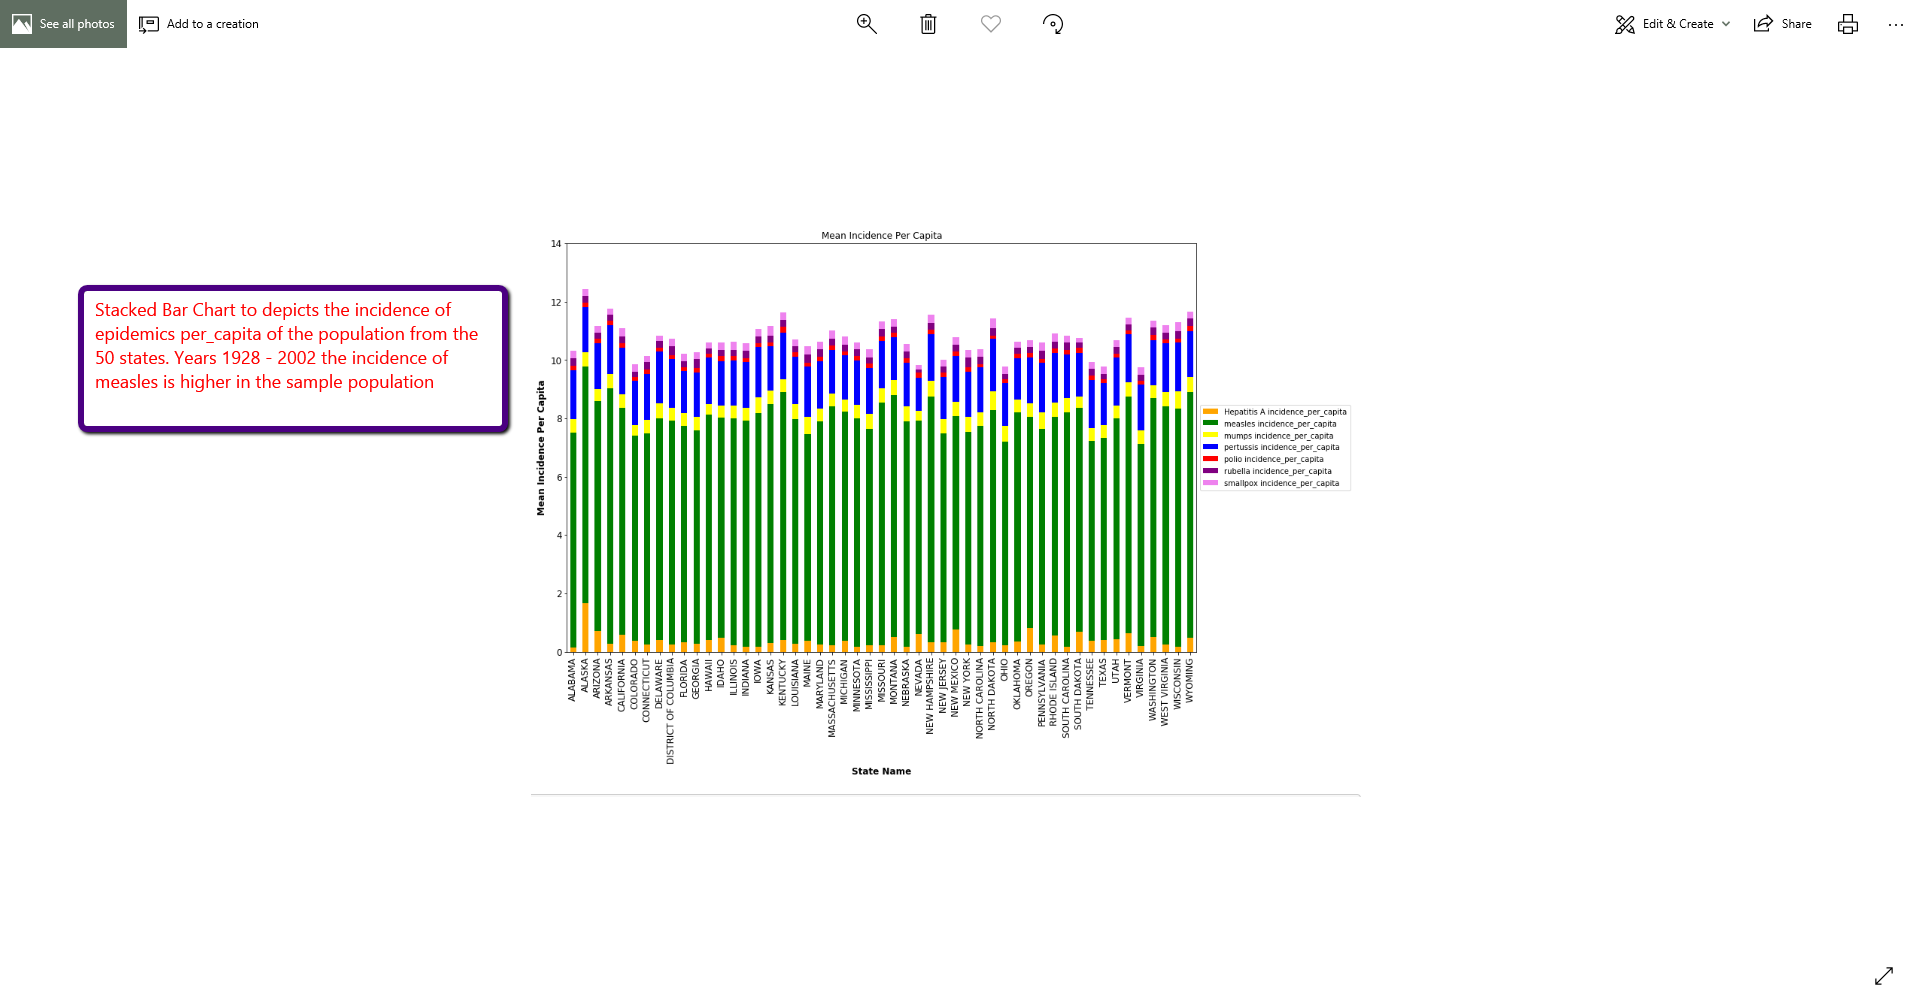 See all photos
Add to a creation
Edit & Create
Share
Stacked Bar Chart to depicts the incidence of
epidemics per_capita of the population from the
50 states. Years 1928 - 2002 the incidence of
measles is higher in the sample population
Mean Incidence Per Capita
14
12
10
8
6
4
2
0
Mean Incidence Per Capita
Hepatitis A incidence_per_capita
measles incidence_per_capita
mumps incidence_per_capita
pertussis incidence_per_capita
polio incidence_per_capita
rubella incidence_per_capita
smallpox incidence_per_capita
ALABAMA
ALASKA
ARIZONA
ARKANSAS
CALIFORNIA
COLORADO
CONNECTICUT
DELAWARE
DISTRICT OF COLUMBIA
FLORIDA
GEORGIA
HAWAII
IDAHO
ILLINOIS
INDIANA
IOWA
KANSAS
KENTUCKY
LOUISIANA
MAINE
MARYLAND
MASSACHUSETTS
MICHIGAN
MINNESOTA
MISSISSIPPI
MISSOURI
MONTANA
NEBRASKA
NEVADA
NEW HAMPSHIRE
NEW JERSEY
NEW MEXICO
NEW YORK
NORTH CAROLINA
NORTH DAKOTA
OHIO
OKLAHOMA
OREGON
PENNSYLVANIA
RHODE ISLAND
SOUTH CAROLINA
SOUTH DAKOTA
TENNESSEE
TEXAS
UTAH
VERMONT
VIRGINIA
WASHINGTON
WEST VIRGINIA
WISCONSIN
WYOMING
State Name